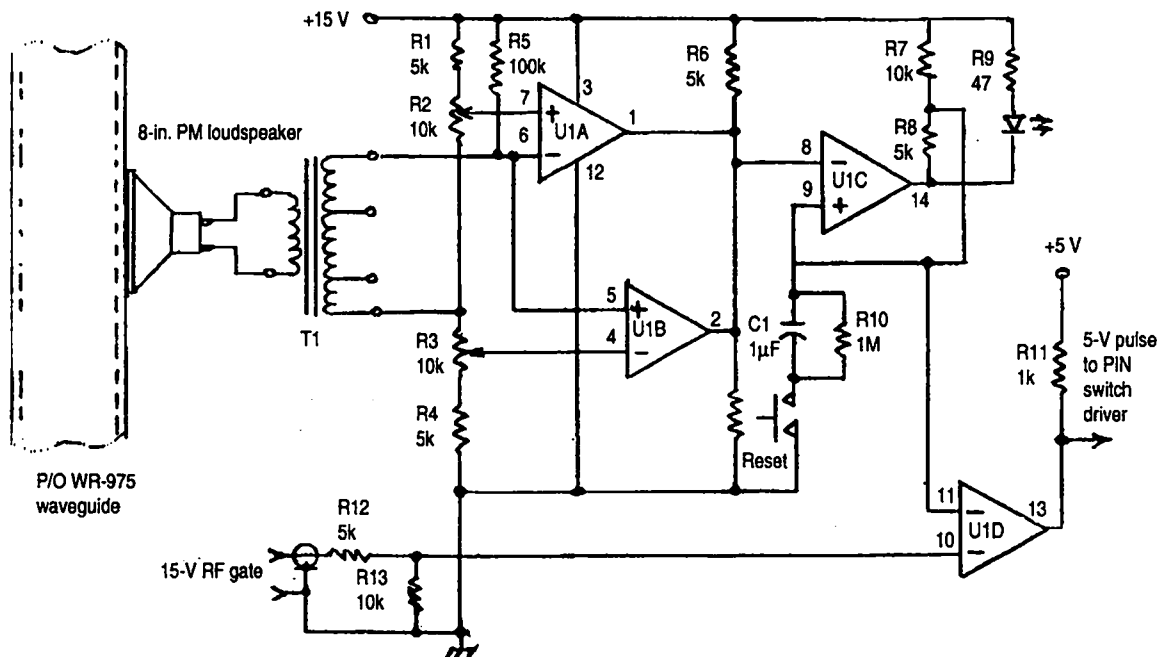 +15 V
R1
5k
R5
100k
3
R6
5k
R7
10k
R9
47
8-in. PM loudspeaker
R2
10k
7
+
6
−
U1A
1
12
R8
5k
8
−
9
+
U1C
14
T1
R3
10k
5
+
4
−
U1B
2
C1
1µF
R10
1M
+5 V
R11
1k
5-V pulse
to PIN
switch
driver
R4
5k
Reset
P/O WR-975
waveguide
R12
5k
15-V RF gate
R13
10k
11
−
10
−
U1D
13